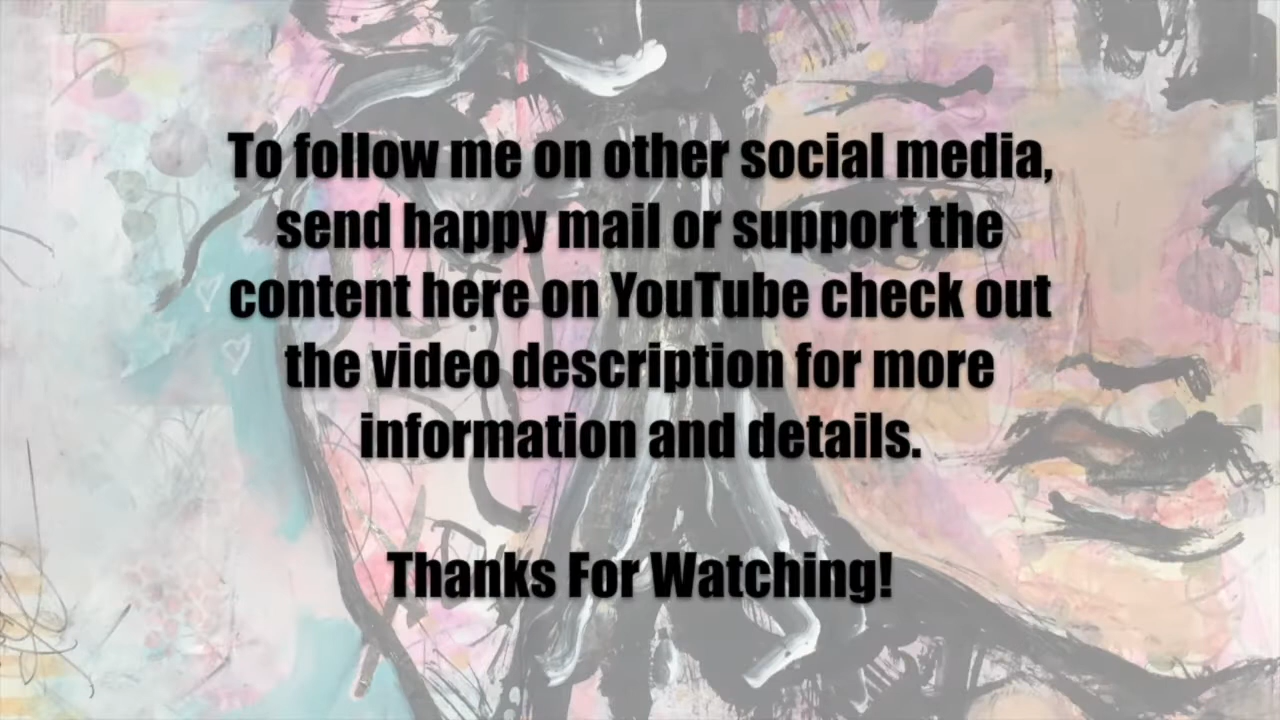 To follow me on other social media,
send happy mail or support the
content here on YouTube check out
the video description for more
information and details.
Thanks For Watching!